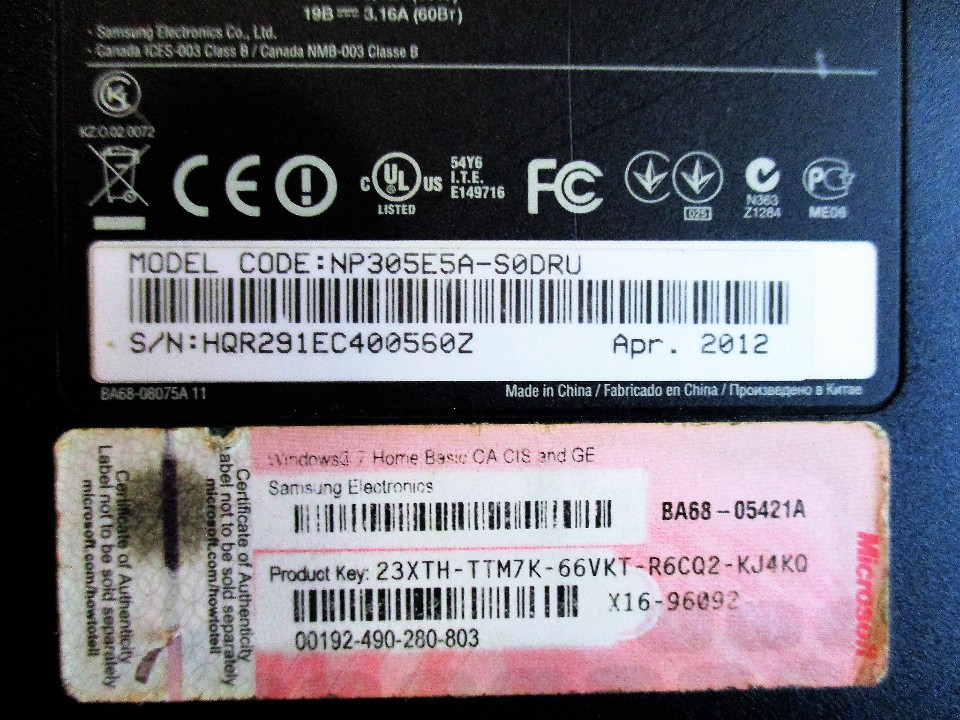 19В 3.16A (60Вт)
Samsung Electronics Co., Ltd.
Canada ICES-003 Class B / Canada NMB-003 Classe B
KZ.O.02.0072
C UL US
LISTED
54Y6
I.T.E.
E149716
FC
025
N363
Z1284
ME06
MODEL CODE:NP305E5A-S0DRU
S/N:HQR291EC400560Z Apr. 2012
BA68-08075A 11
Made in China / Fabricado en China / Произведено в Китае
Certificate of Authenticity
Label not to be sold separately
microsoft.com/howtotell
Certificate of Authenticity
Label not to be sold separately
microsoft.com/howtotell
Windows® 7 Home Basic OA CIS and GE
Samsung Electronics
BA68-05421A
Product Key: 23XTH-TTM7K-66VKT-R6CQ2-KJ4KQ
X16-96092
00192-490-280-803
Microsoft